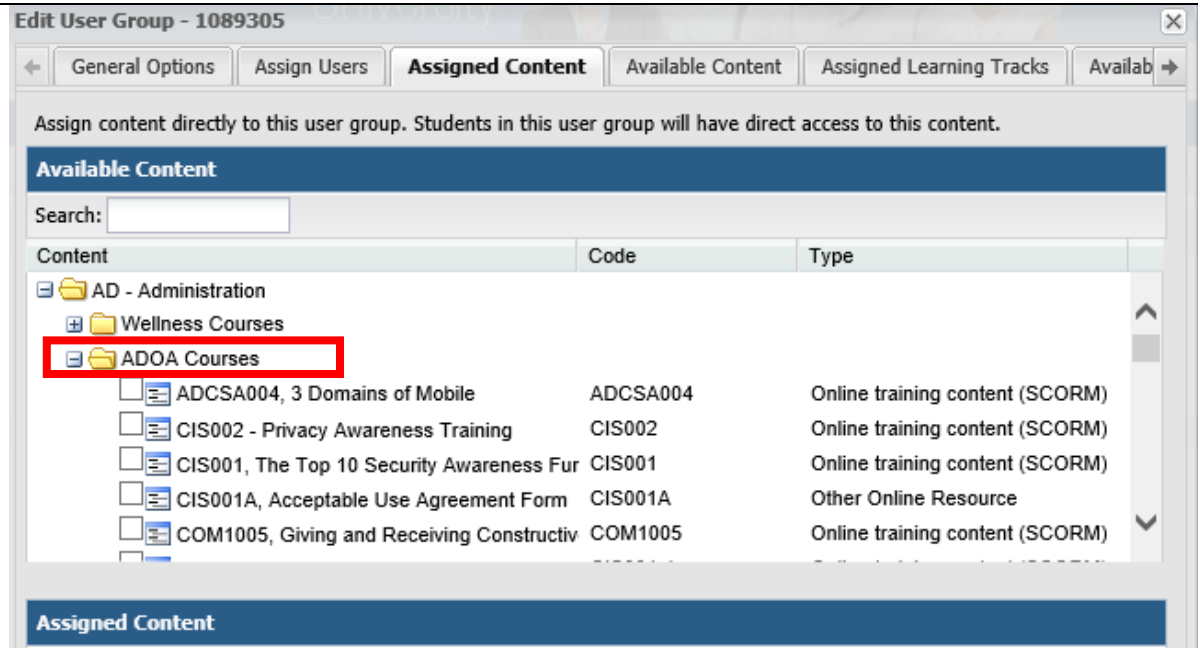 University
Edit User Group - 1089305
General Options Assign Users Assigned Content Available Content Assigned Learning Tracks Availab
Assign content directly to this user group. Students in this user group will have direct access to this content.
Available Content
Search:
Content Code Type
AD - Administration
Wellness Courses
ADOA Courses
ADCSA004, 3 Domains of Mobile ADCSA004 Online training content (SCORM)
CIS002 - Privacy Awareness Training CIS002 Online training content (SCORM)
CIS001, The Top 10 Security Awareness Fur CIS001 Online training content (SCORM)
CIS001A, Acceptable Use Agreement Form CIS001A Other Online Resource
COM1005, Giving and Receiving Constructiv COM1005 Online training content (SCORM)
Assigned Content